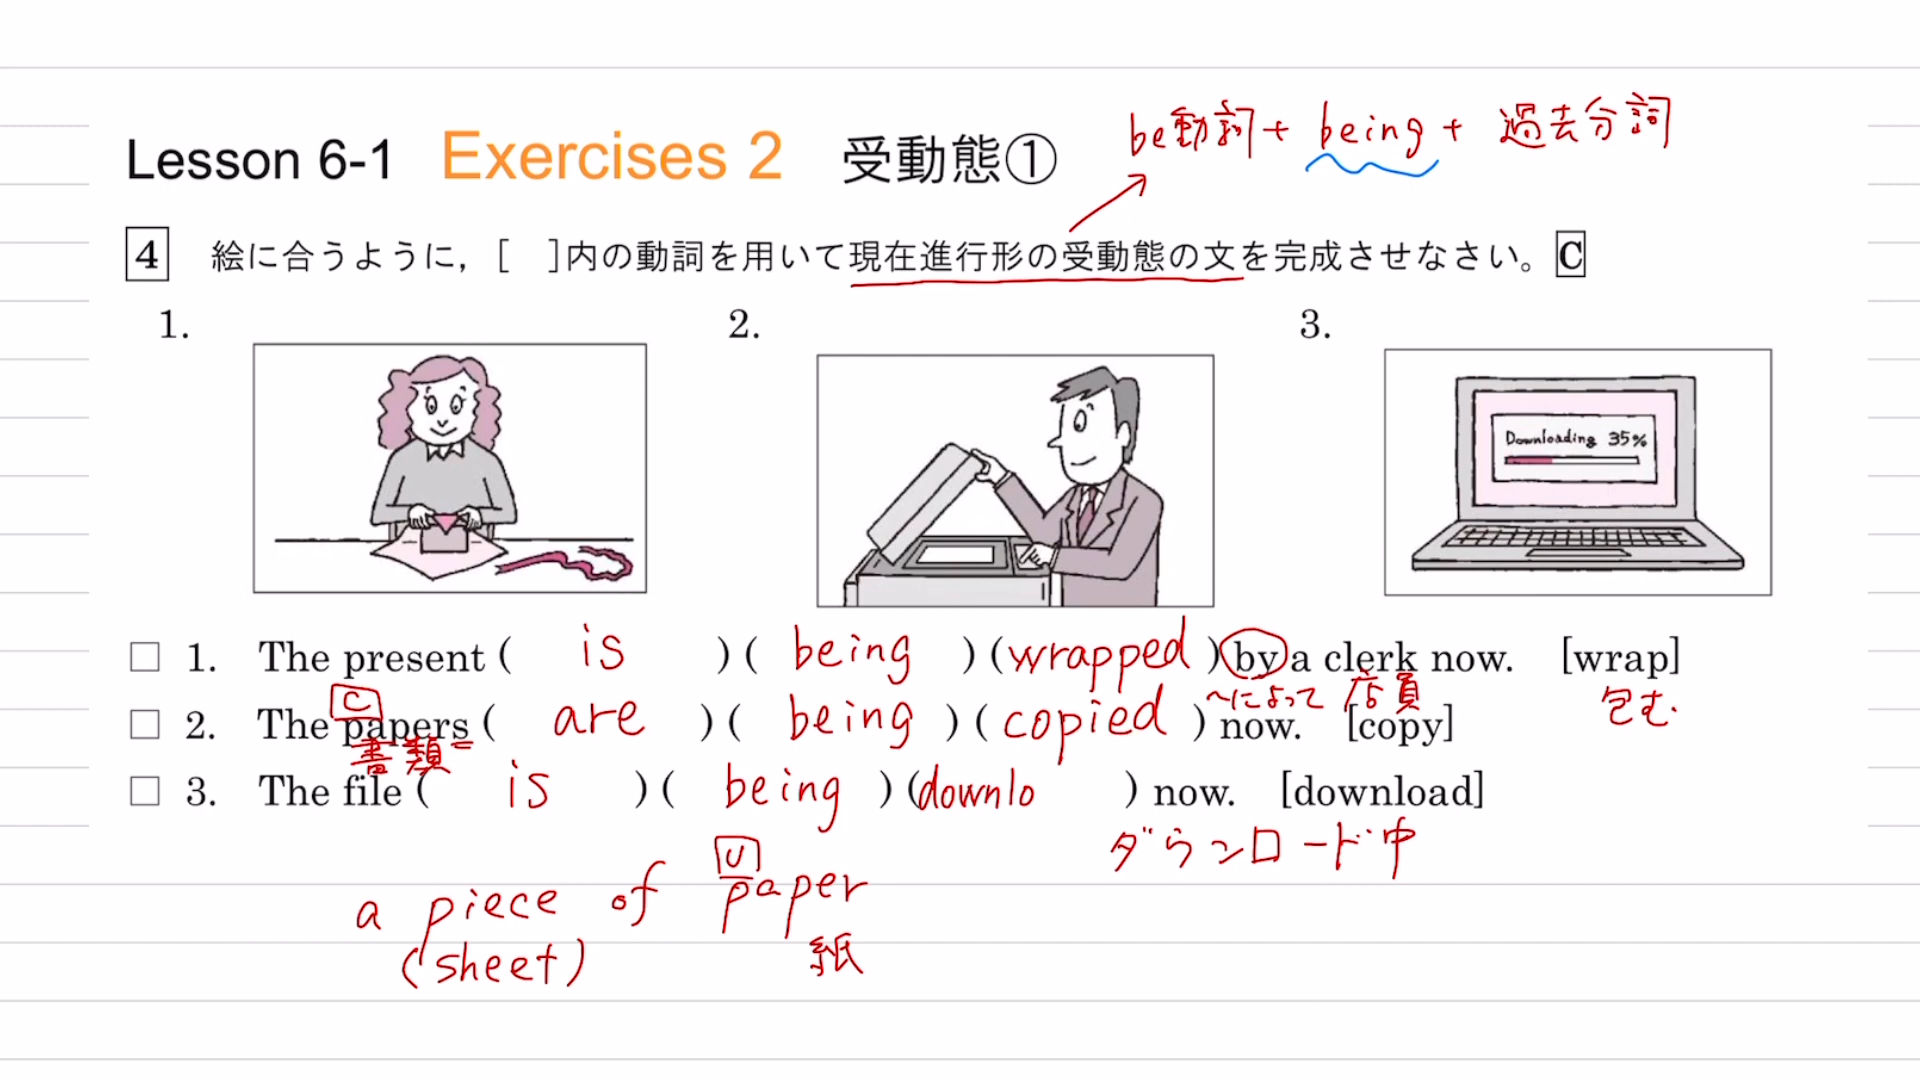 be動詞 + being + 過去分詞
Lesson 6-1 Exercises 2 受動態①
4 絵に合うように，[ ]内の動詞を用いて現在進行形の受動態の文を完成させなさい。C
1. 2. 3.
Downloading 35%
□ 1. The present ( is ) ( being ) (wrapped) by a clerk now. [wrap]
〜によって 店員 包む
C
□ 2. The papers ( are ) ( being ) ( copied ) now. [copy]
書類
□ 3. The file ( is ) ( being ) (downlo ) now. [download]
ダウンロード中
U
a piece of paper
(sheet) 紙